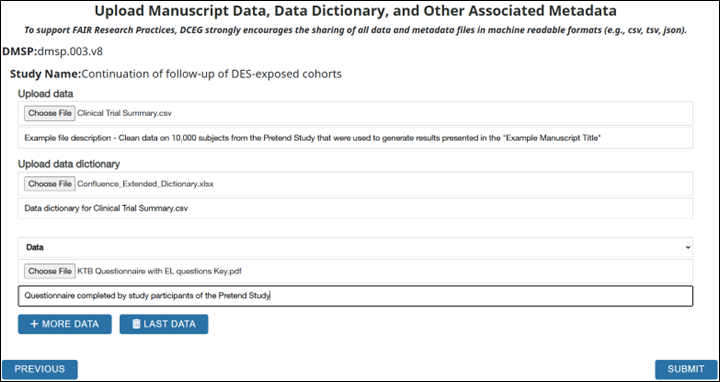 Upload Manuscript Data, Data Dictionary, and Other Associated Metadata
To support FAIR Research Practices, DCEG strongly encourages the sharing of all data and metadata files in machine readable formats (e.g., csv, tsv, json).
DMSP:dmsp.003.v8
Study Name:Continuation of follow-up of DES-exposed cohorts
Upload data
Choose File Clinical Trial Summary.csv
Example file description - Clean data on 10,000 subjects from the Pretend Study that were used to generate results presented in the "Example Manuscript Title"
Upload data dictionary
Choose File Confluence_Extended_Dictionary.xlsx
Data dictionary for Clinical Trial Summary.csv
Data
Choose File KTB Questionnaire with EL questions Key.pdf
Questionnaire completed by study participants of the Pretend Study
+ MORE DATA LAST DATA
PREVIOUS SUBMIT